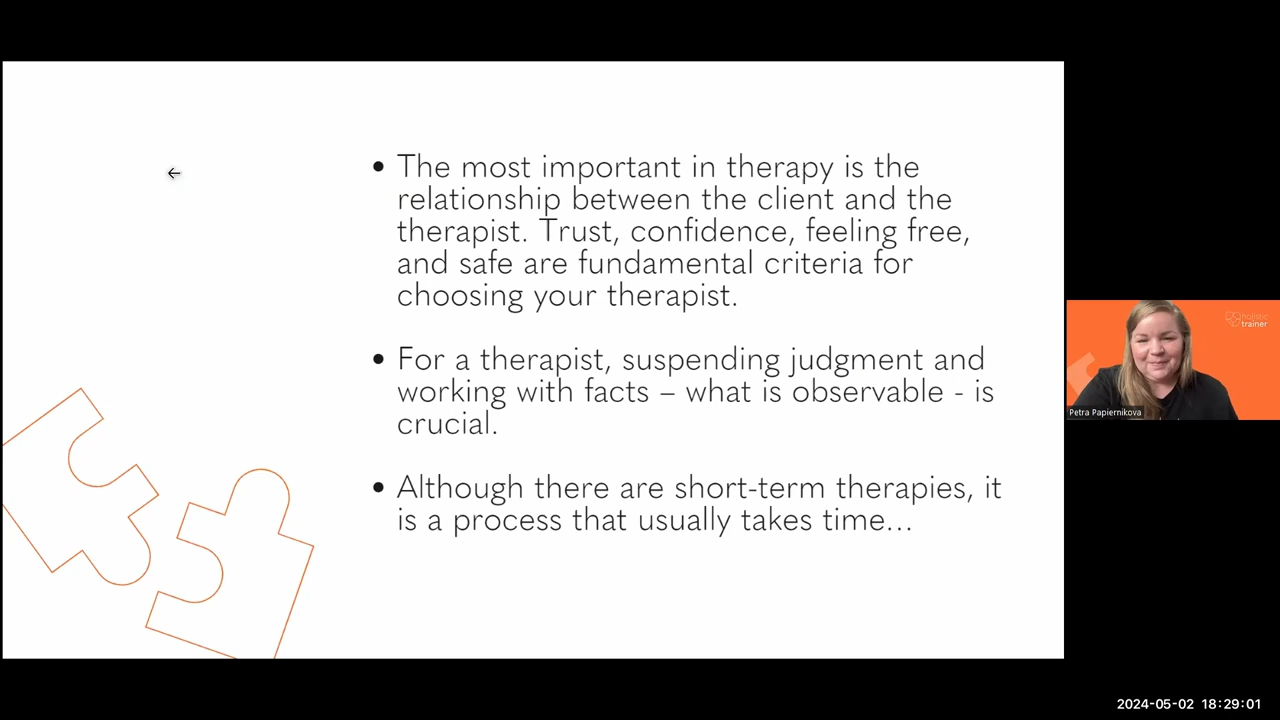 • The most important in therapy is the
relationship between the client and the
therapist. Trust, confidence, feeling free,
and safe are fundamental criteria for
choosing your therapist.
• For a therapist, suspending judgment and
working with facts – what is observable - is
crucial.
• Although there are short-term therapies, it
is a process that usually takes time...
holistic
trainer
Petra Papiernikova
2024-05-02 18:29:01